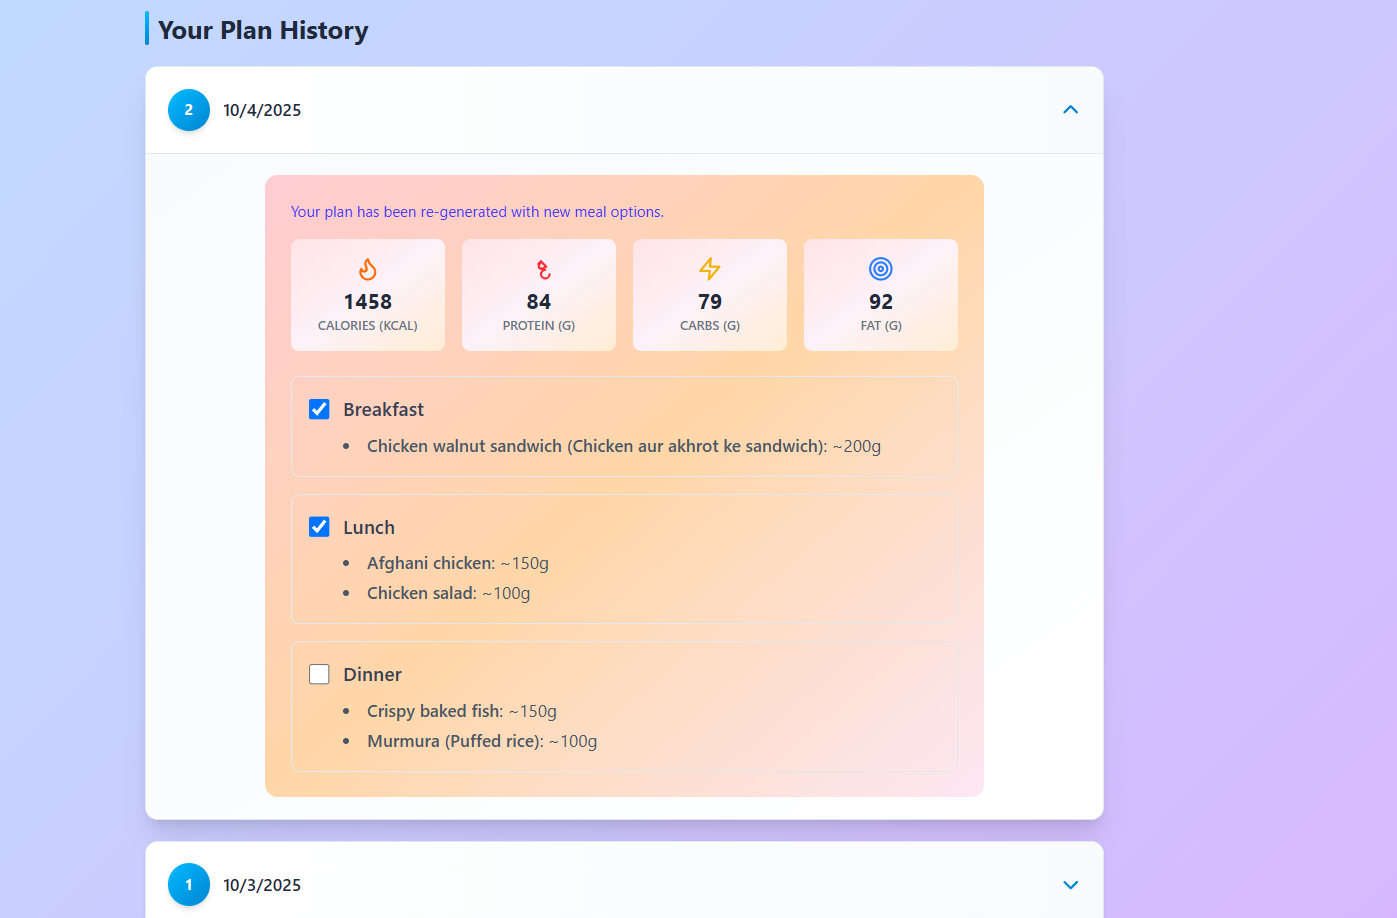 Your Plan History
2
10/4/2025
Your plan has been re-generated with new meal options.
1458
CALORIES (KCAL)
84
PROTEIN (G)
79
CARBS (G)
92
FAT (G)
Breakfast
• Chicken walnut sandwich (Chicken aur akhrot ke sandwich): ~200g
Lunch
• Afghani chicken: ~150g
• Chicken salad: ~100g
Dinner
• Crispy baked fish: ~150g
• Murmura (Puffed rice): ~100g
1
10/3/2025